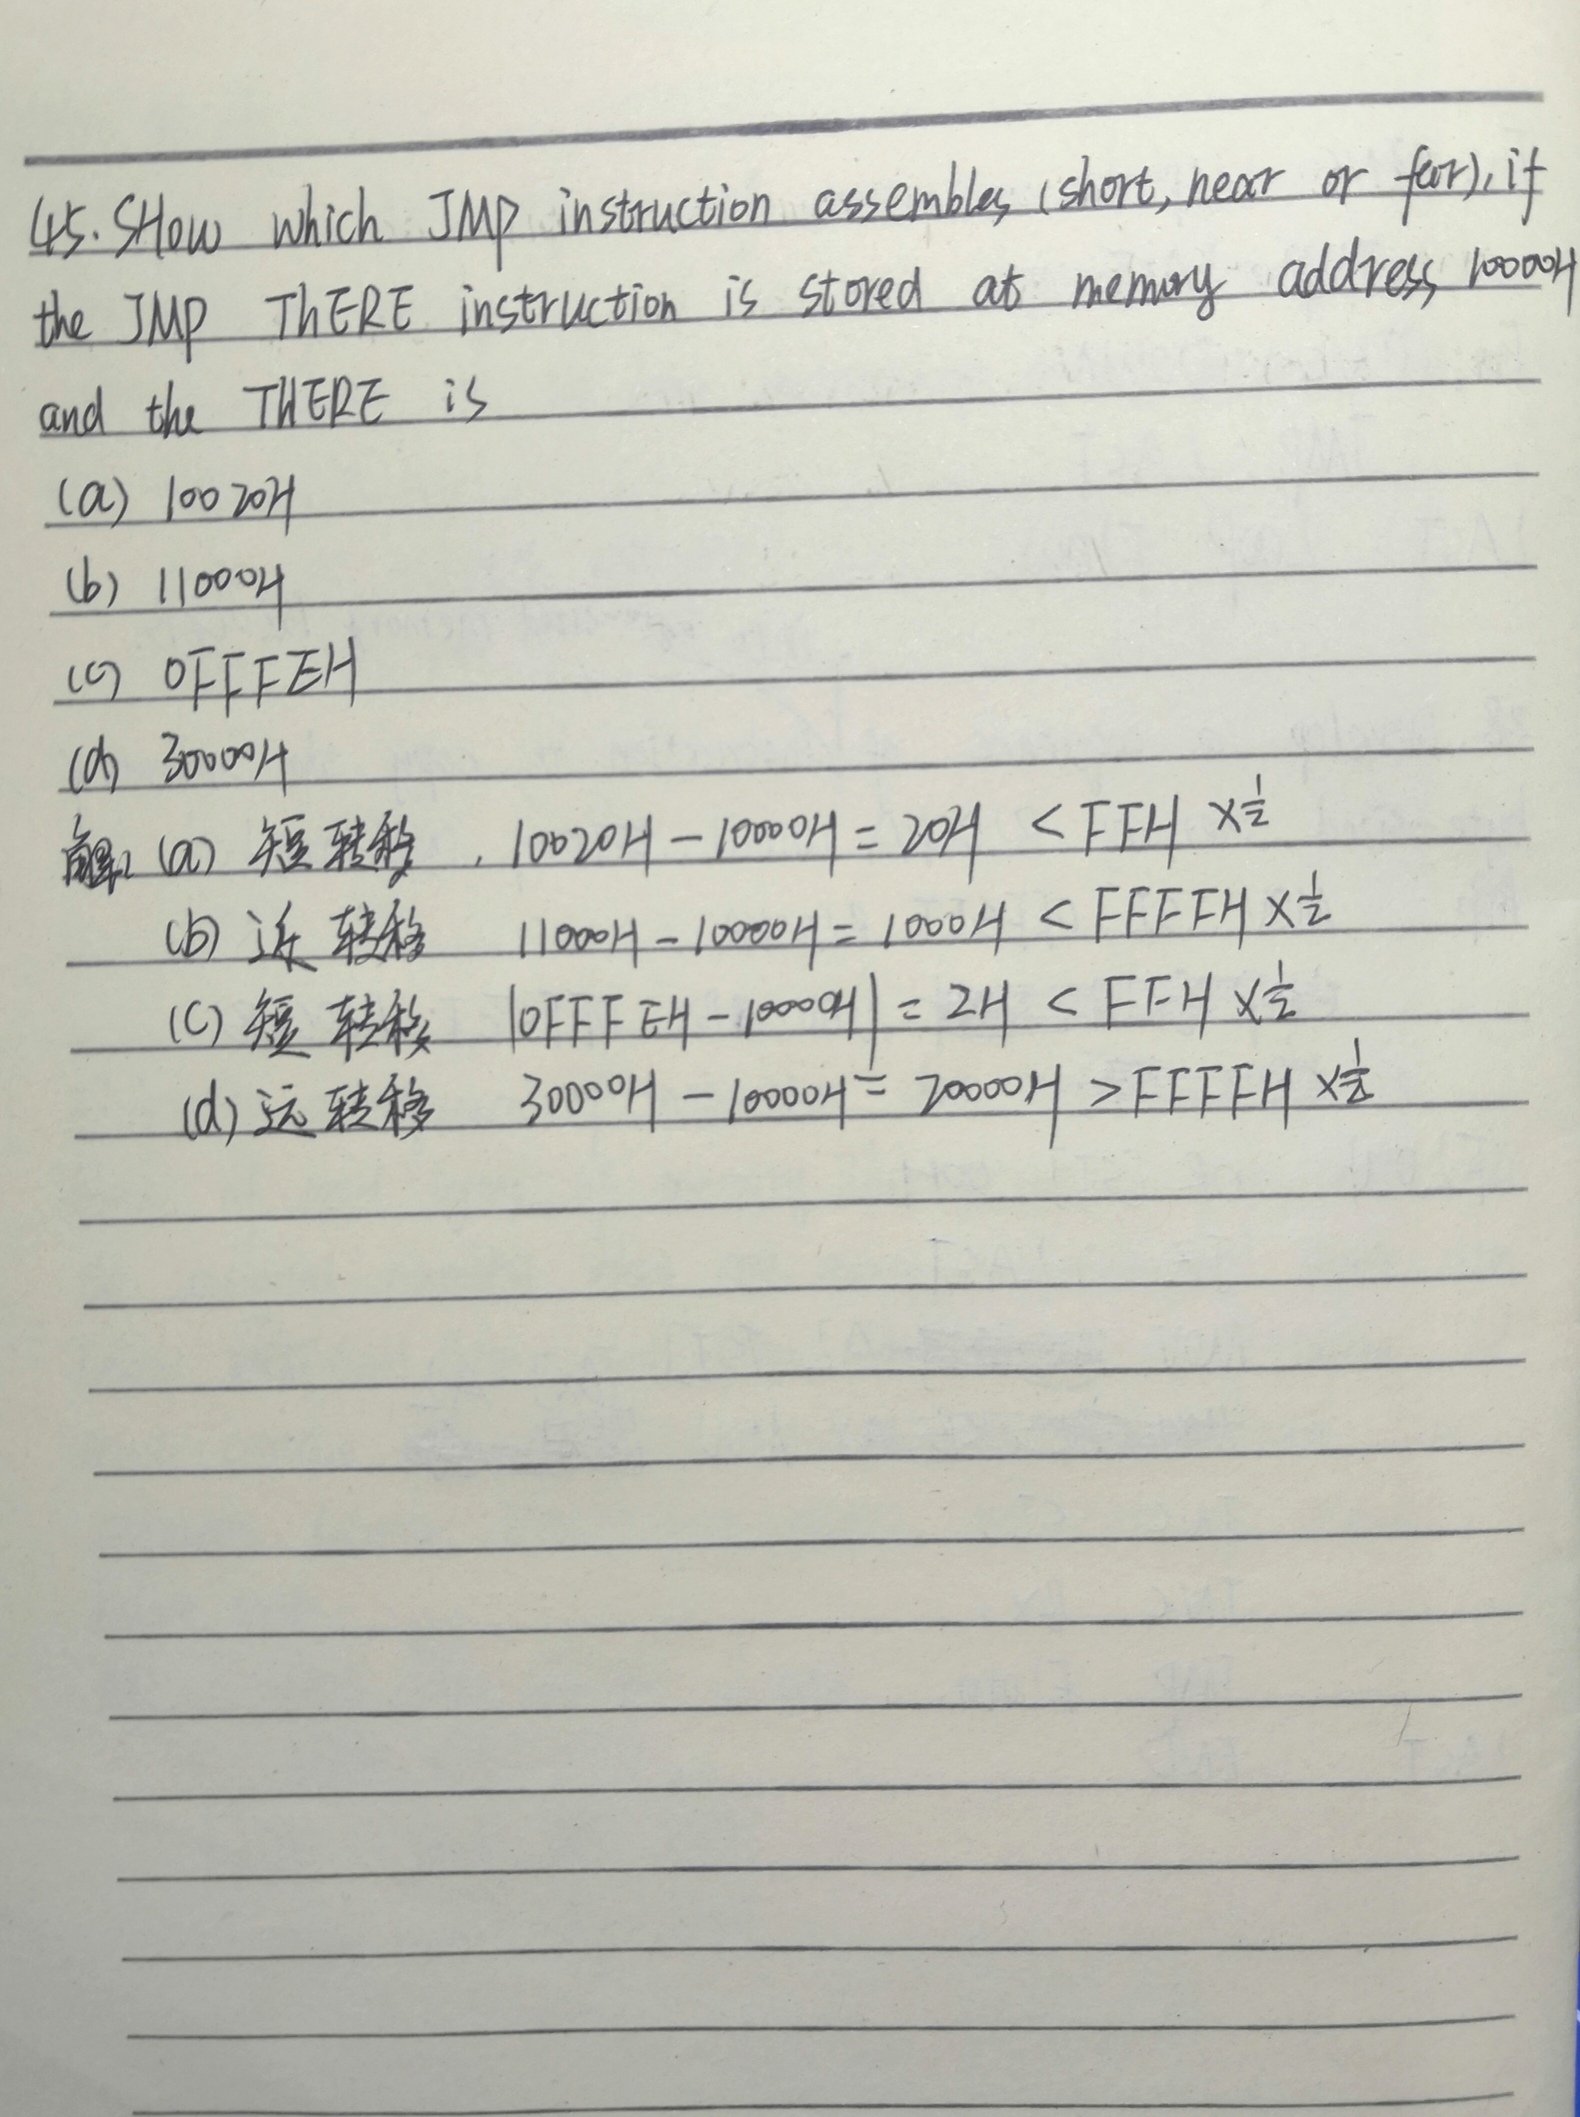 45. SHow which JMP instruction assembles (short, near or far), if
the JMP ThERE instruction is stored at memory address 10000H
and the THERE is
(a) 10020H
(b) 11000H
(c) 0FFFEH
(d) 30000H
解: (a) 短转移. 10020H - 10000H = 20H < FFH × 1/2
(b) 近转移 11000H - 10000H = 1000H < FFFFH × 1/2
(c) 短转移 |0FFFEH - 10000H| = 2H < FFH × 1/2
(d) 远转移 30000H - 10000H = 20000H > FFFFH × 1/2